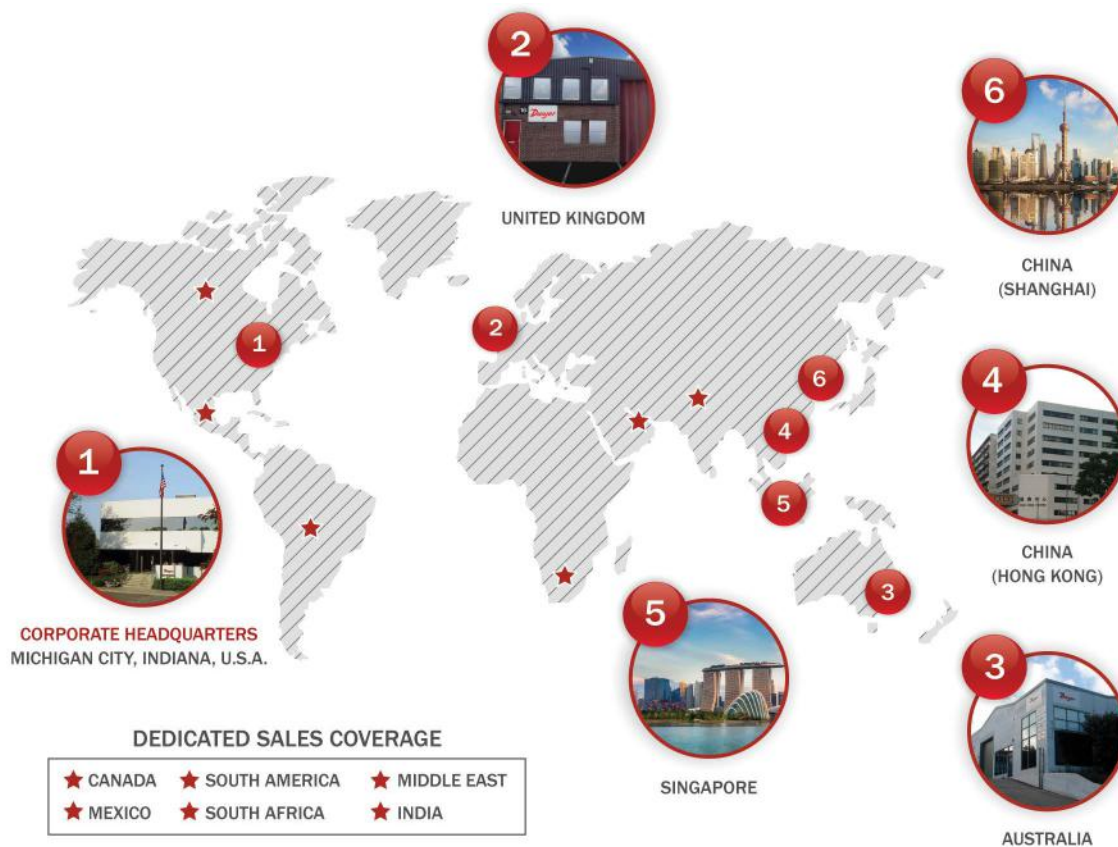 2
UNITED KINGDOM
6
CHINA
(SHANGHAI)
1
2
6
4
5
3
4
CHINA
(HONG KONG)
1
CORPORATE HEADQUARTERS
MICHIGAN CITY, INDIANA, U.S.A.
5
SINGAPORE
3
AUSTRALIA
DEDICATED SALES COVERAGE
CANADA SOUTH AMERICA MIDDLE EAST
MEXICO SOUTH AFRICA INDIA
Dwyer